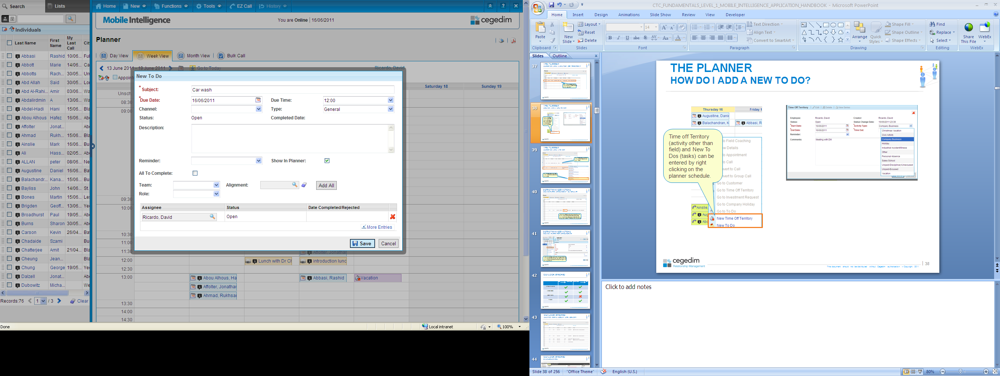 Search
Lists
Home
New
Functions
Tools
EZ Call
History
Mobile Intelligence
You are Online | 16/06/2011
cegedim
Individuals
Last Name
First Name
My Last Call
Cit
Abbasi Rashid 10/06... Ful
Abbott Marie 14/06... Ca
Abbotts Rach... 30/05... Urr
Abd Allah Said 30/05... Lor
Abd Al-Rahi... Amir 03/06... Wa
Abdalirdmin A 13/06... Wa
Abdel-Hadi Hani 15/06... Bla
Abou Alhous Hafez 16/06... Abe
Affolter Jonat... Abe
Ahmad Rukh... 15/06... Bla
Ainslie Mark 16/06... Bu
Ali Hass... 02/05... Abe
ALLAN peter 08/06... Ne
Augustine Daniel 16/06... Bat
Balachandr... Kana... 15/06... Bu
Bayliss John 14/06... St.
Bones Martin 15/06... Les
Brigden Geoff... 13/06... Yec
Broadhurst Paul 19/05... Abe
Burns Sharon 30/05... Abe
Carson Kevin 26/04... Bat
Chadaide Szami Bu
Chatterjee Amit 21/04... Bla
Cheung Jean... Bla
Chung George 19/05... Yec
Dalzell Jonat... Abe
Dubowitz Micha... We
Records:76
1 / 3
Clear
Done
Planner
Day View
Week View
Month View
Bulk Call
13 June 2011 - 19 June 2011
Go to Today
Ricardo, David
Appoint
Saturday 18
Sunday 19
Unsch.
08:30
09:00
09:30
10:00
10:30
11:00
11:30
12:00
12:30
13:00
13:30
14:00
14:30
New To Do
*Subject: Car wash
*Due Date: 16/06/2011
Due Time: 12:00
Channel:
Type: General
Status: Open
Completed Date:
Description:
Reminder:
Show In Planner:
All To Complete:
Team:
Alignment:
Add All
Role:
Assignee Status Date Completed/Rejected
Ricardo, David Open
More Entries
Save
Cancel
Affolter, Jonathan
Lunch with Dr Ch
introduction lunc
Abou Alhous, Ha
Affolter, Jonathar
Ahmad, Rukhsar
Abbasi, Rashid
Vacation
Local intranet
100%
CTC_FUNDAMENTALS_LEVEL_1_MOBILE_INTELLIGENCE_APPLICATION_HANDBOOK - Microsoft PowerPoint
Home Insert Design Animations Slide Show Review View Developer
Paste
Clipboard
New Slide
Layout
Reset
Delete
Slides
14
Font
Text Direction
Align Text
Convert to SmartArt
Paragraph
Arrange
Quick Styles
Shape Fill
Shape Outline
Shape Effects
Drawing
Find
Replace
Select
Editing
Share This File
WebEx
WebEx
Slides
Outline
37
38
39
40
41
42
43
44
THE PLANNER
HOW DO I ADD A NEW TO DO?
Thursday 16
Friday 1
Augustine, Danie
Balachandran, K
Abbasi, R
Time off Territory
(activity other than
field) and New To
Dos (tasks) can be
entered by right
clicking on the
planner schedule.
to Field Coaching
w Details
to Appointment
to Call
vert to Call
vert to Group Call
Go to Customer
Go to Time Off Territory
Go to Investment Request
Go to Company Holiday
Go to To Do
New Time Off Territory
New To Do
Ainslie,
Aug
Abo
Time Off Territory
Edit
Delete
View Series
Employee: Ricardo, David
Creator: Ricardo, David
Status: Open
Status Change Date: 16/06/2011 23:38
*Start Date: 16/06/2011
*Activity Type: Company Business
*End Date: 16/06/2011
*Time Out:
Reminder:
Comments: Meeting with DM
Christmas Vacation
Civic Activity
Company Business
Holiday
Industrial Accident/Illness
Other
Personal Absence
Sales School
Unpaid-Disciplinary/Unexcused
Unpaid-Excused
Vacation
cegedim
Relationship Management
This document should not be distributed without Cegedim authorization – Copyright 2011
38
Click to add notes
Slide 38 of 256
"Office Theme"
English (U.S.)
80%